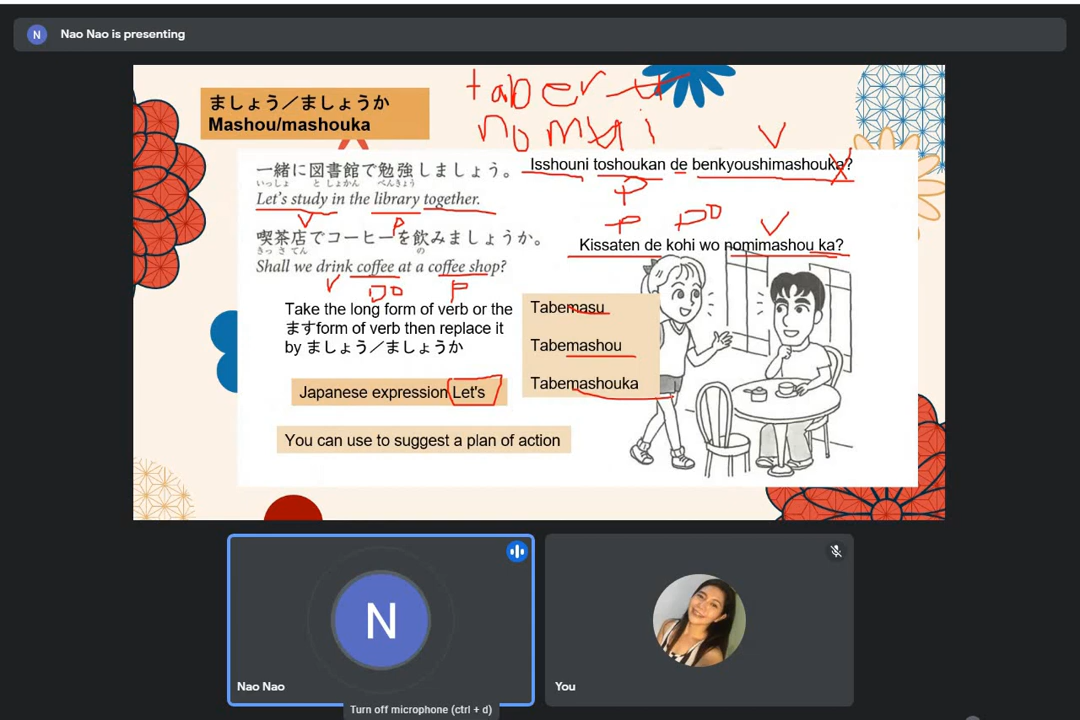 N Nao Nao is presenting
ましょう／ましょうか
Mashou/mashouka
taber
nomu i
V
一緒に図書館で勉強しましょう。
いっしょ と しょかん べんきょう
Let's study in the library together.
V P
Isshouni toshoukan de benkyoushimashouka?
P
P DO V
喫茶店でコーヒーを飲みましょうか。
きっ さ てん の
Shall we drink coffee at a coffee shop?
V DO P
Kissaten de kohi wo nomimashou ka?
Take the long form of verb or the
ますform of verb then replace it
by ましょう／ましょうか
Tabemasu
Tabemashou
Tabemashouka
Japanese expression Let's
You can use to suggest a plan of action
N
Nao Nao
You
Turn off microphone (ctrl + d)